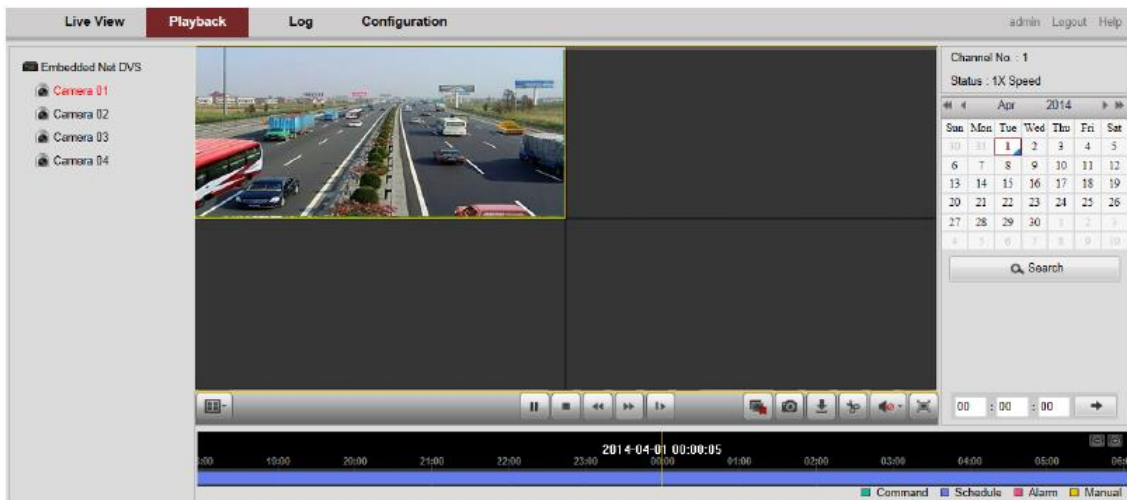 Live View Playback Log Configuration admin Logout Help
Embedded Net DVS
Camera 01
Camera 02
Camera 03
Camera 04
Channel No. : 1
Status : 1X Speed
Apr 2014
Sun Mon Tue Wed Thu Fri Sat
30 31 1 2 3 4 5
6 7 8 9 10 11 12
13 14 15 16 17 18 19
20 21 22 23 24 25 26
27 28 29 30 1 2 3
4 5 6 7 8 9 10
Search
00 : 00 : 00
2014-04-01 00:00:05
:00 19:00 20:00 21:00 22:00 23:00 00:00 01:00 02:00 03:00 04:00 05:00 06:
Command Schedule Alarm Manual